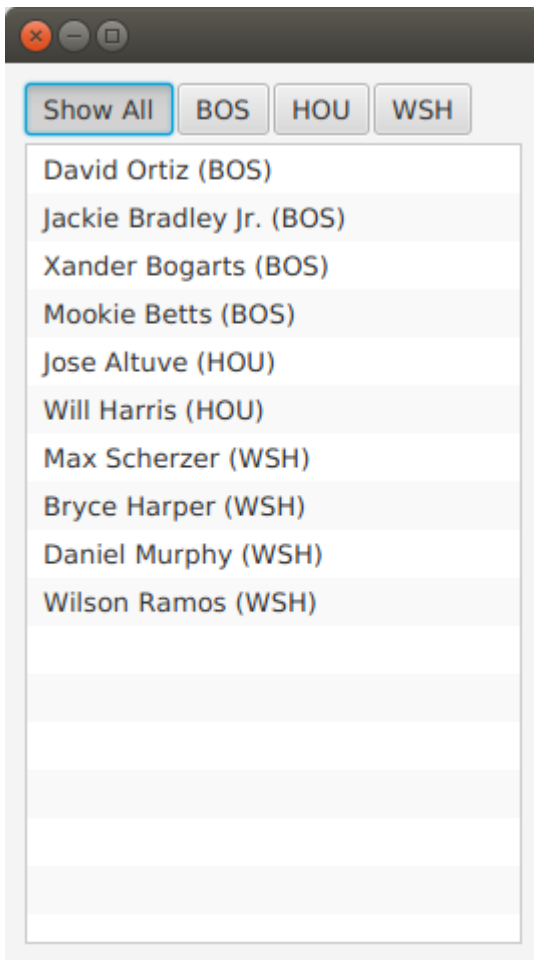 Show All BOS HOU WSH
David Ortiz (BOS)
Jackie Bradley Jr. (BOS)
Xander Bogarts (BOS)
Mookie Betts (BOS)
Jose Altuve (HOU)
Will Harris (HOU)
Max Scherzer (WSH)
Bryce Harper (WSH)
Daniel Murphy (WSH)
Wilson Ramos (WSH)